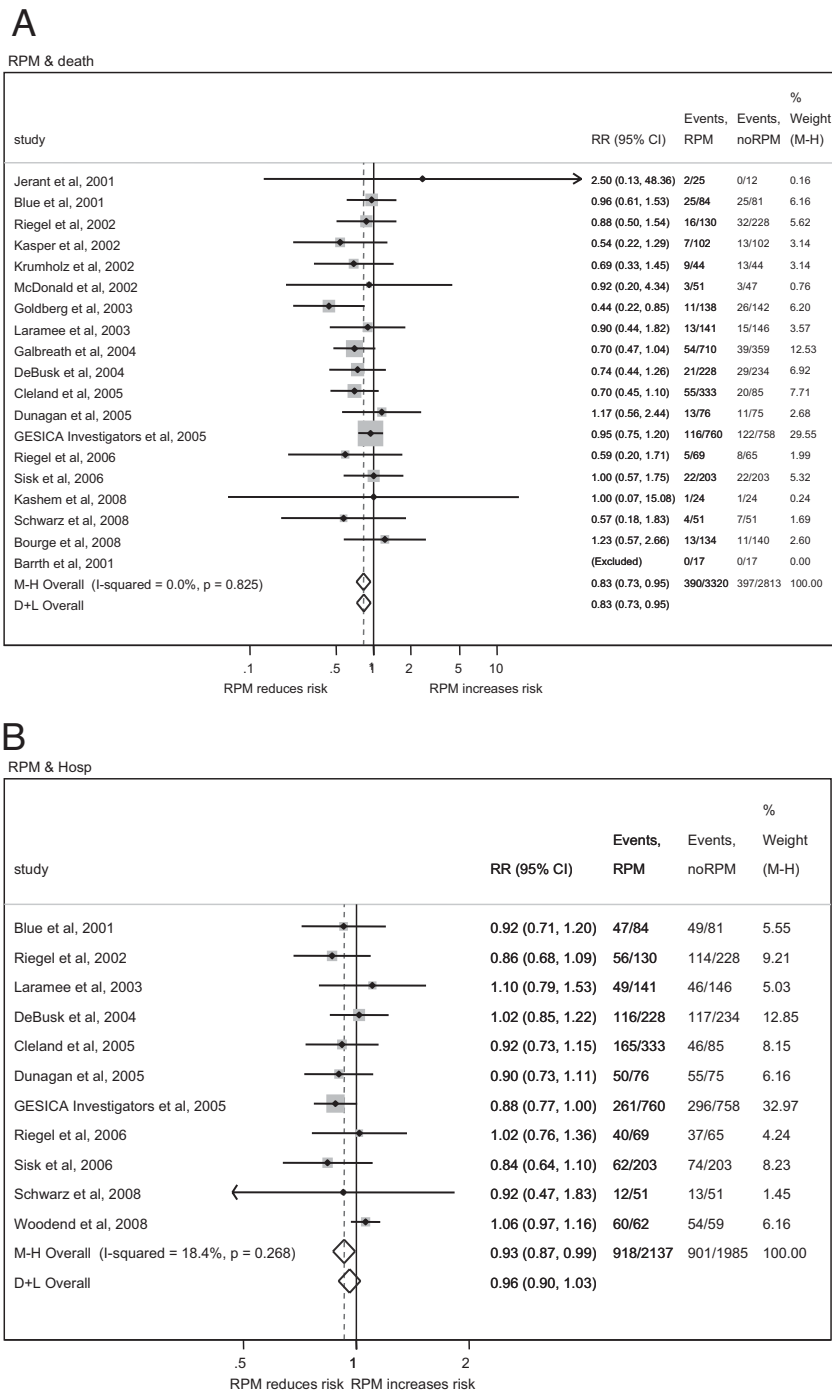 A
RPM & death
%
Events, Events, Weight
study RR (95% CI) RPM noRPM (M-H)
Jerant et al, 2001 2.50 (0.13, 48.36) 2/25 0/12 0.16
Blue et al, 2001 0.96 (0.61, 1.53) 25/84 25/81 6.16
Riegel et al, 2002 0.88 (0.50, 1.54) 16/130 32/228 5.62
Kasper et al, 2002 0.54 (0.22, 1.29) 7/102 13/102 3.14
Krumholz et al, 2002 0.69 (0.33, 1.45) 9/44 13/44 3.14
McDonald et al, 2002 0.92 (0.20, 4.34) 3/51 3/47 0.76
Goldberg et al, 2003 0.44 (0.22, 0.85) 11/138 26/142 6.20
Laramee et al, 2003 0.90 (0.44, 1.82) 13/141 15/146 3.57
Galbreath et al, 2004 0.70 (0.47, 1.04) 54/710 39/359 12.53
DeBusk et al, 2004 0.74 (0.44, 1.26) 21/228 29/234 6.92
Cleland et al, 2005 0.70 (0.45, 1.10) 55/333 20/85 7.71
Dunagan et al, 2005 1.17 (0.56, 2.44) 13/76 11/75 2.68
GESICA Investigators et al, 2005 0.95 (0.75, 1.20) 116/760 122/758 29.55
Riegel et al, 2006 0.59 (0.20, 1.71) 5/69 8/65 1.99
Sisk et al, 2006 1.00 (0.57, 1.75) 22/203 22/203 5.32
Kashem et al, 2008 1.00 (0.07, 15.08) 1/24 1/24 0.24
Schwarz et al, 2008 0.57 (0.18, 1.83) 4/51 7/51 1.69
Bourge et al, 2008 1.23 (0.57, 2.66) 13/134 11/140 2.60
Barrth et al, 2001 (Excluded) 0/17 0/17 0.00
M-H Overall (I-squared = 0.0%, p = 0.825) 0.83 (0.73, 0.95) 390/3320 397/2813 100.00
D+L Overall 0.83 (0.73, 0.95)
.1 .5 1 2 5 10
RPM reduces risk RPM increases risk
B
RPM & Hosp
%
Events, Events, Weight
study RR (95% CI) RPM noRPM (M-H)
Blue et al, 2001 0.92 (0.71, 1.20) 47/84 49/81 5.55
Riegel et al, 2002 0.86 (0.68, 1.09) 56/130 114/228 9.21
Laramee et al, 2003 1.10 (0.79, 1.53) 49/141 46/146 5.03
DeBusk et al, 2004 1.02 (0.85, 1.22) 116/228 117/234 12.85
Cleland et al, 2005 0.92 (0.73, 1.15) 165/333 46/85 8.15
Dunagan et al, 2005 0.90 (0.73, 1.11) 50/76 55/75 6.16
GESICA Investigators et al, 2005 0.88 (0.77, 1.00) 261/760 296/758 32.97
Riegel et al, 2006 1.02 (0.76, 1.36) 40/69 37/65 4.24
Sisk et al, 2006 0.84 (0.64, 1.10) 62/203 74/203 8.23
Schwarz et al, 2008 0.92 (0.47, 1.83) 12/51 13/51 1.45
Woodend et al, 2008 1.06 (0.97, 1.16) 60/62 54/59 6.16
M-H Overall (I-squared = 18.4%, p = 0.268) 0.93 (0.87, 0.99) 918/2137 901/1985 100.00
D+L Overall 0.96 (0.90, 1.03)
.5 1 2
RPM reduces risk RPM increases risk